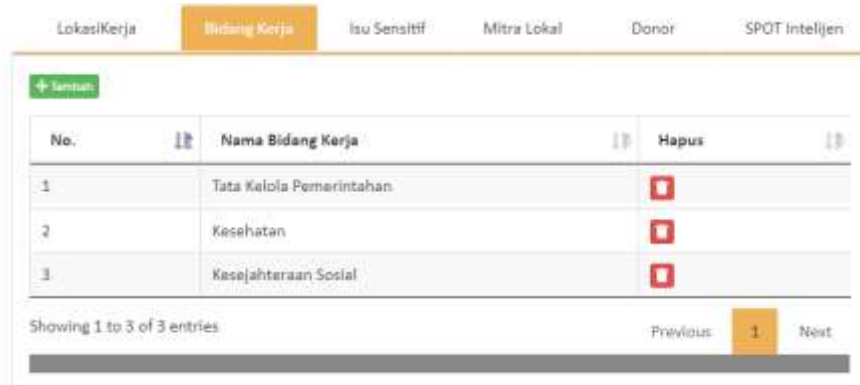 LokasiKerja Bidang Kerja Isu Sensitif Mitra Lokal Donor SPOT Intelijen
+ Tambah
No. Nama Bidang Kerja Hapus
1 Tata Kelola Pemerintahan
2 Kesehatan
3 Kesejahteraan Sosial
Showing 1 to 3 of 3 entries
Previous 1 Next